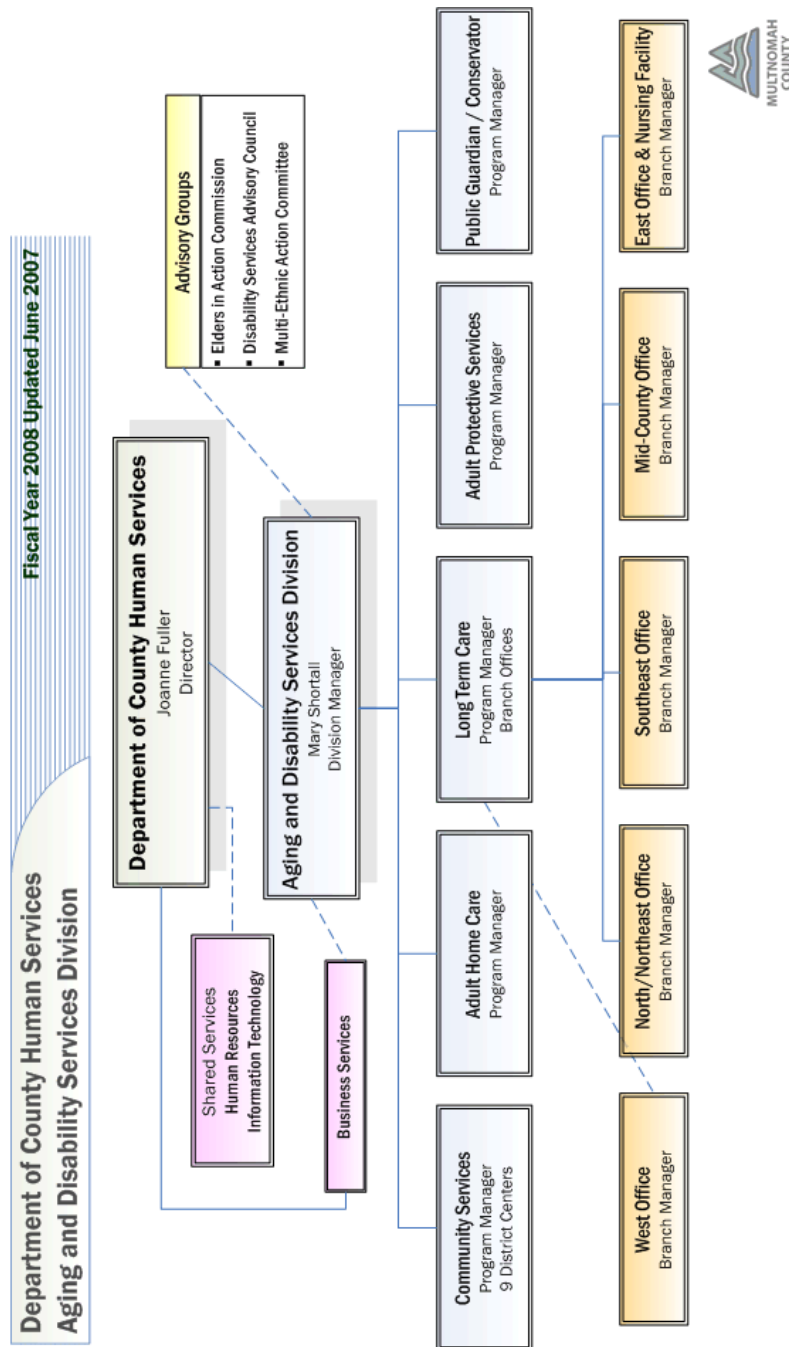 Department of County Human Services
Aging and Disability Services Division
Fiscal Year 2008 Updated June 2007
Department of County Human Services
Joanne Fuller
Director
Advisory Groups
▪ Elders in Action Commission
▪ Disability Services Advisory Council
▪ Multi-Ethnic Action Committee
Shared Services
Human Resources
Information Technology
Aging and Disability Services Division
Mary Shortall
Division Manager
Business Services
Community Services
Program Manager
9 District Centers
Adult Home Care
Program Manager
Long Term Care
Program Manager
Branch Offices
Adult Protective Services
Program Manager
Public Guardian / Conservator
Program Manager
West Office
Branch Manager
North/Northeast Office
Branch Manager
Southeast Office
Branch Manager
Mid-County Office
Branch Manager
East Office & Nursing Facility
Branch Manager
MULTNOMAH
COUNTY